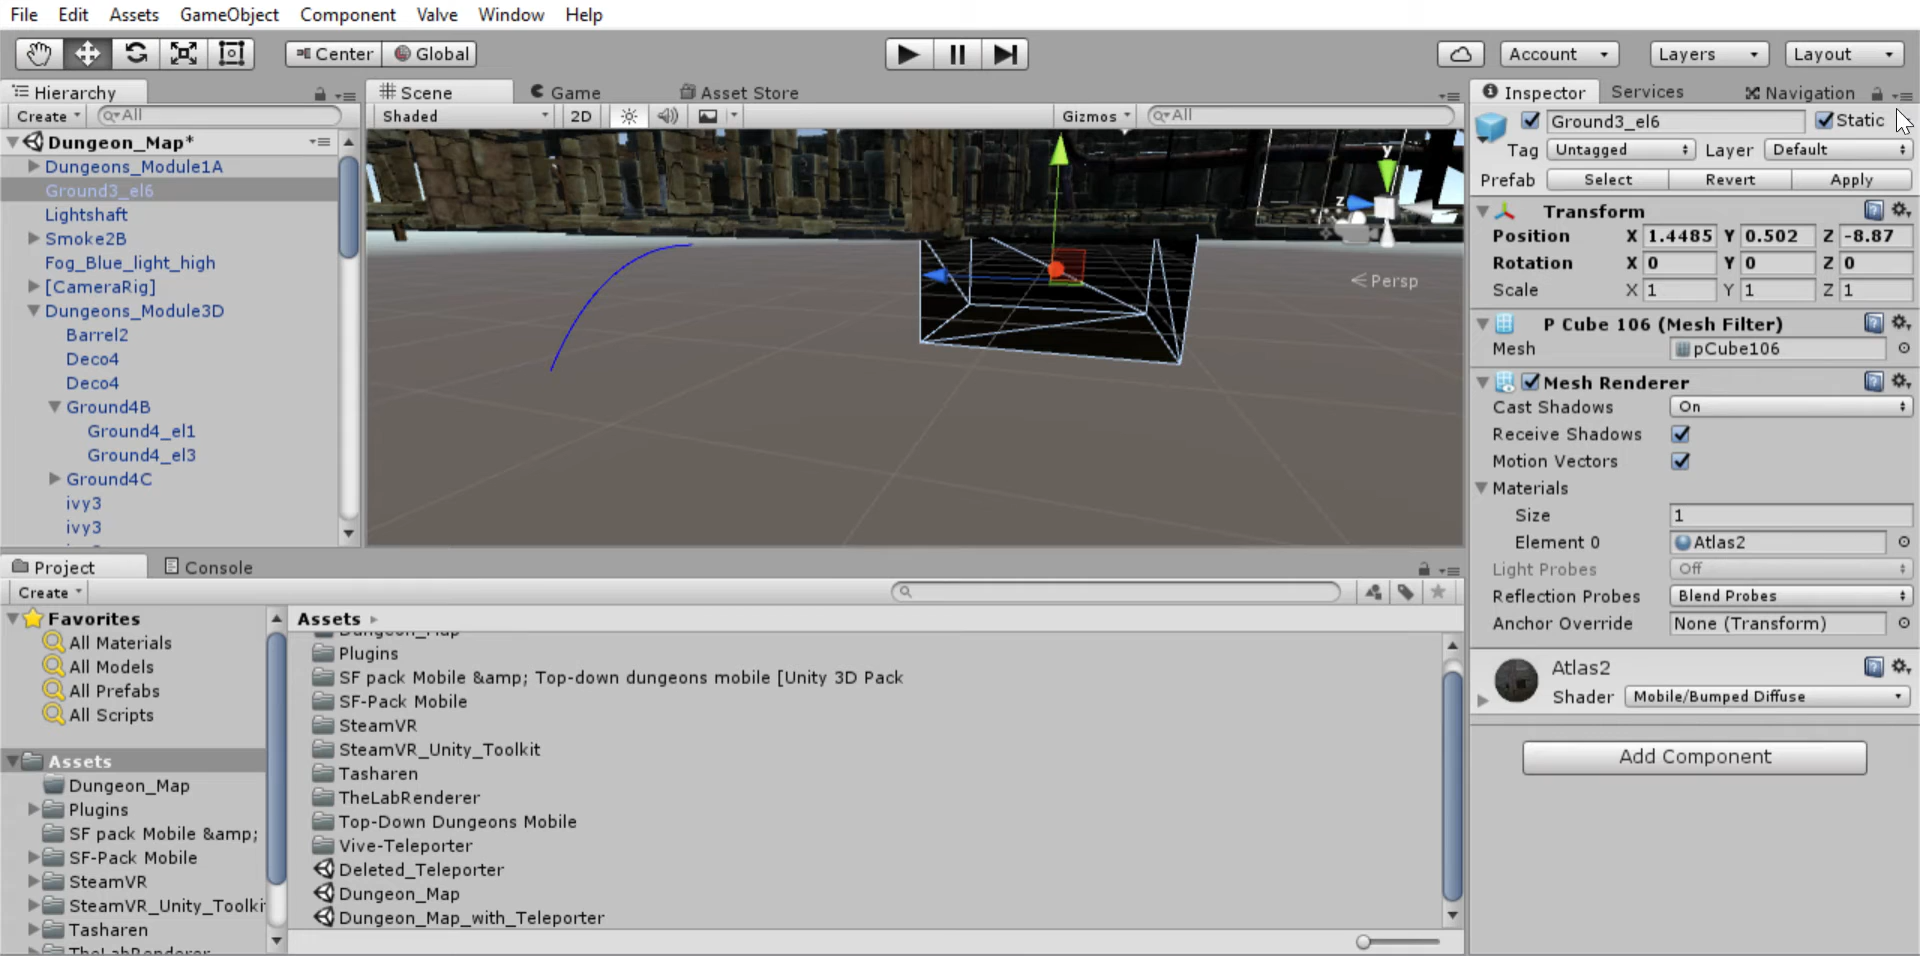 File Edit Assets GameObject Component Valve Window Help
Center Global Account Layers Layout
Hierarchy
Create All
Dungeon_Map*
Dungeons_Module1A
Ground3_el6
Lightshaft
Smoke2B
Fog_Blue_light_high
[CameraRig]
Dungeons_Module3D
Barrel2
Deco4
Deco4
Ground4B
Ground4_el1
Ground4_el3
Ground4C
ivy3
ivy3
Scene Game Asset Store
Shaded 2D Gizmos All
y
z
Persp
Inspector Services Navigation
Ground3_el6 Static
Tag Untagged Layer Default
Prefab Select Revert Apply
Transform
Position X 1.4485 Y 0.502 Z -8.87
Rotation X 0 Y 0 Z 0
Scale X 1 Y 1 Z 1
P Cube 106 (Mesh Filter)
Mesh pCube106
Mesh Renderer
Cast Shadows On
Receive Shadows
Motion Vectors
Materials
Size 1
Element 0 Atlas2
Light Probes Off
Reflection Probes Blend Probes
Anchor Override None (Transform)
Atlas2
Shader Mobile/Bumped Diffuse
Add Component
Project Console
Create
Favorites
All Materials
All Models
All Prefabs
All Scripts
Assets
Dungeon_Map
Plugins
SF pack Mobile &amp;
SF-Pack Mobile
SteamVR
SteamVR_Unity_Toolki
Tasharen
TheLabRenderer
Assets
Dungeon_Map
Plugins
SF pack Mobile &amp; Top-down dungeons mobile [Unity 3D Pack
SF-Pack Mobile
SteamVR
SteamVR_Unity_Toolkit
Tasharen
TheLabRenderer
Top-Down Dungeons Mobile
Vive-Teleporter
Deleted_Teleporter
Dungeon_Map
Dungeon_Map_with_Teleporter